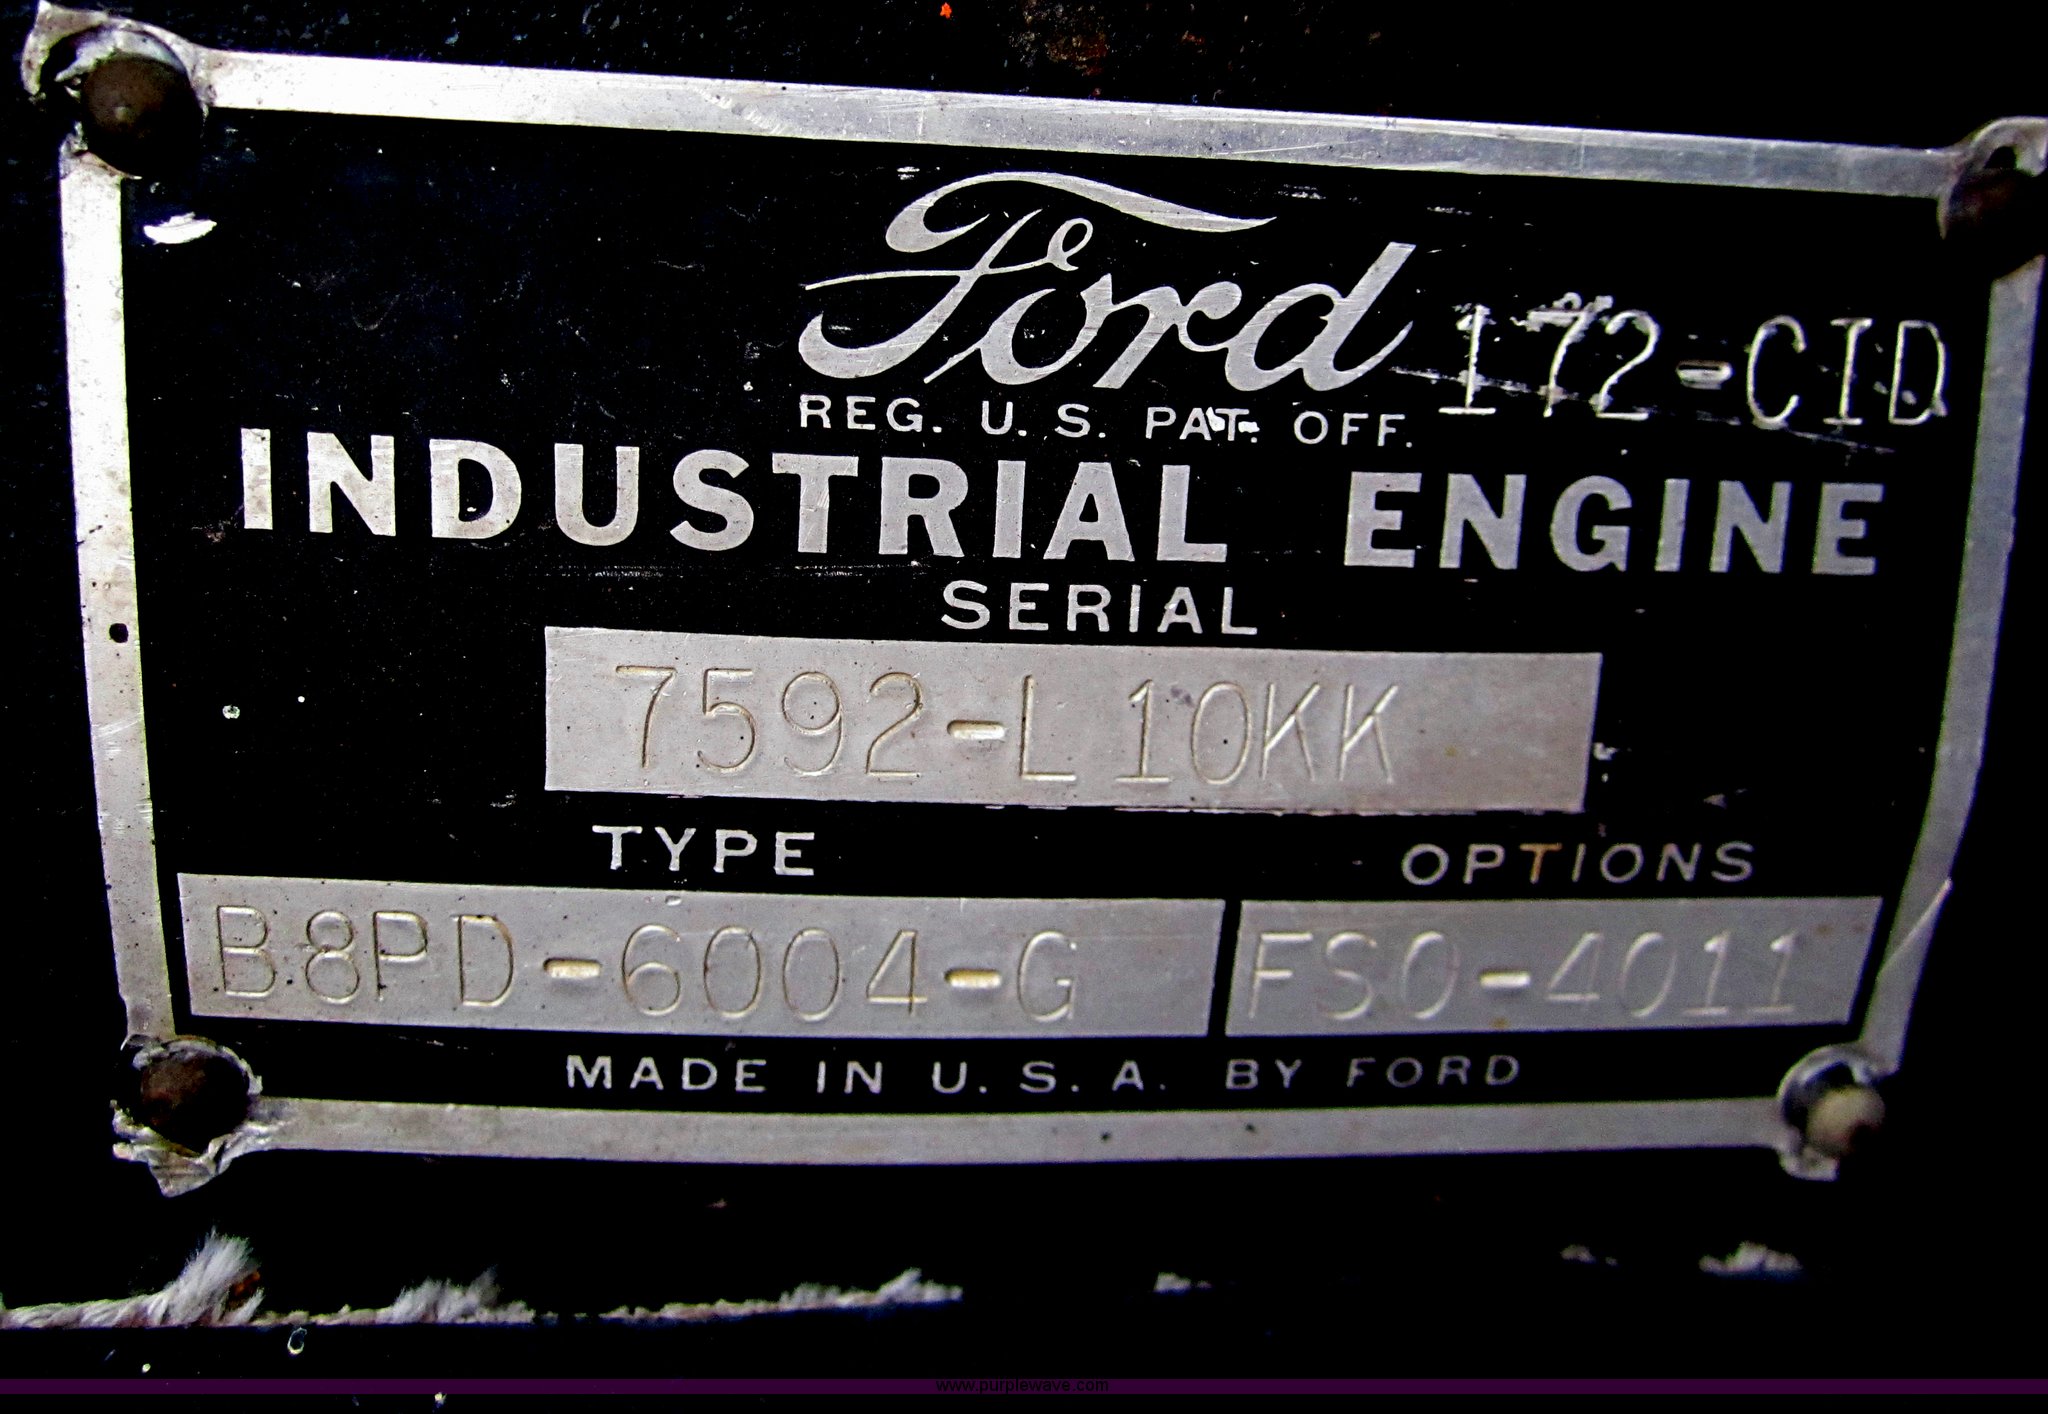 Ford
172-CID
REG. U.S. PAT. OFF.
INDUSTRIAL ENGINE
SERIAL
7592-L10KK
TYPE OPTIONS
B8PD-6004-G FSO-4011
MADE IN U.S.A. BY FORD
www.purplewave.com